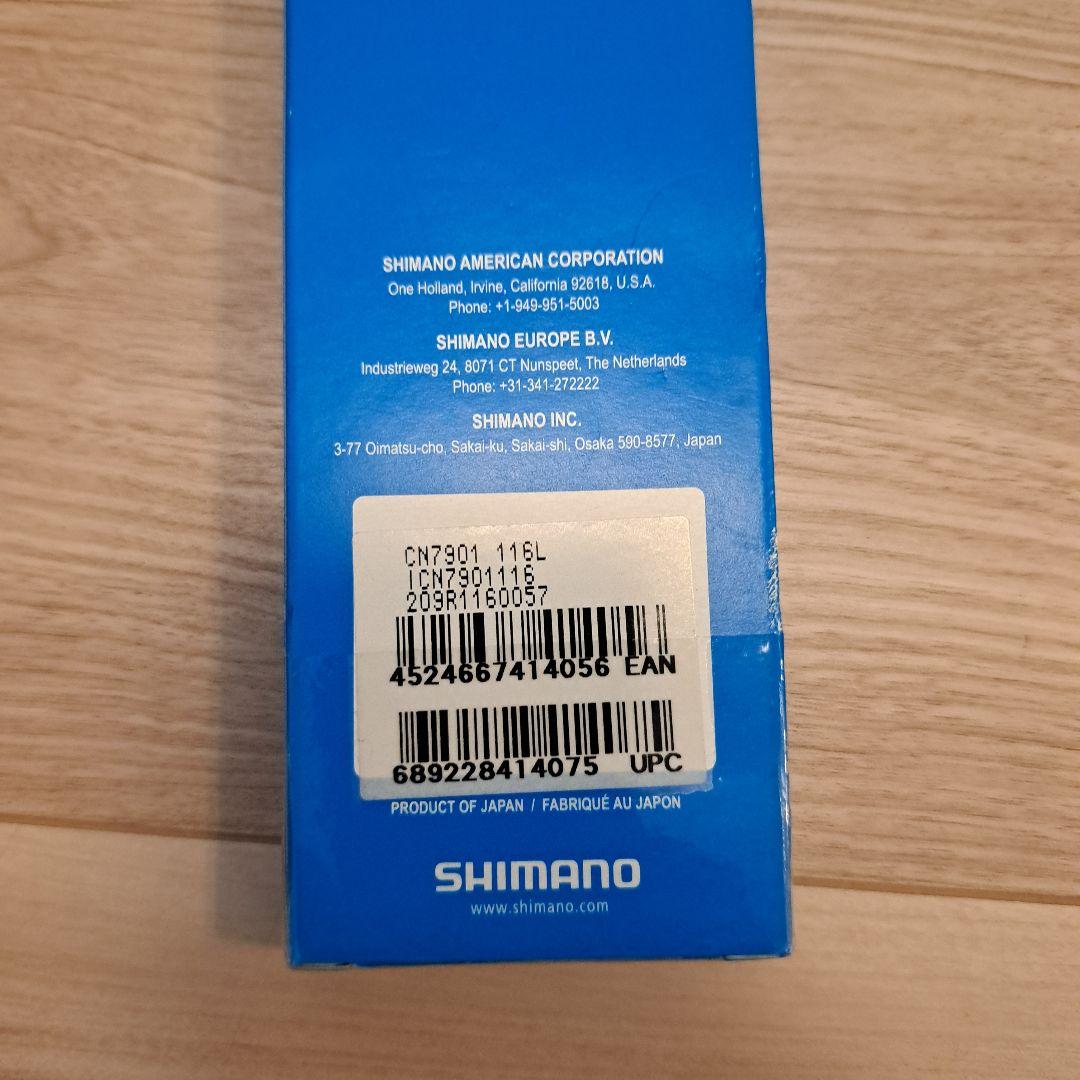 SHIMANO AMERICAN CORPORATION
One Holland, Irvine, California 92618, U.S.A.
Phone: +1-949-951-5003
SHIMANO EUROPE B.V.
Industrieweg 24, 8071 CT Nunspeet, The Netherlands
Phone: +31-341-272222
SHIMANO INC.
3-77 Oimatsu-cho, Sakai-ku, Sakai-shi, Osaka 590-8577, Japan
CN7901 116L
ICN7901116
209R1160057
4524667414056 EAN
689228414075 UPC
PRODUCT OF JAPAN / FABRIQUÉ AU JAPON
SHIMANO
www.shimano.com